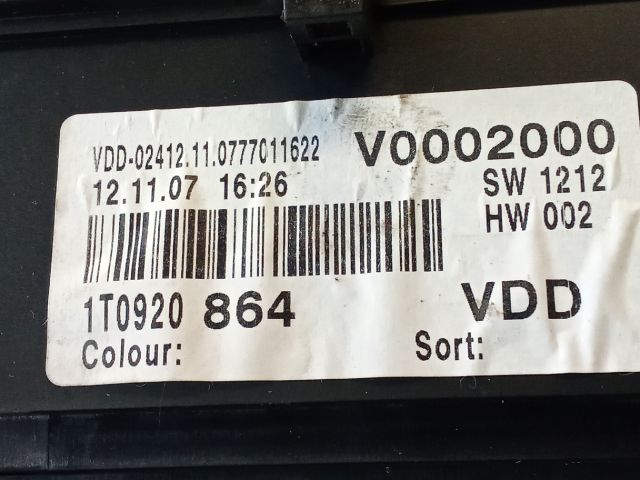 VDD-02412.11.0777011622 V0002000
12.11.07 16:26 SW 1212
HW 002
1T0920 864 VDD
Colour: Sort: